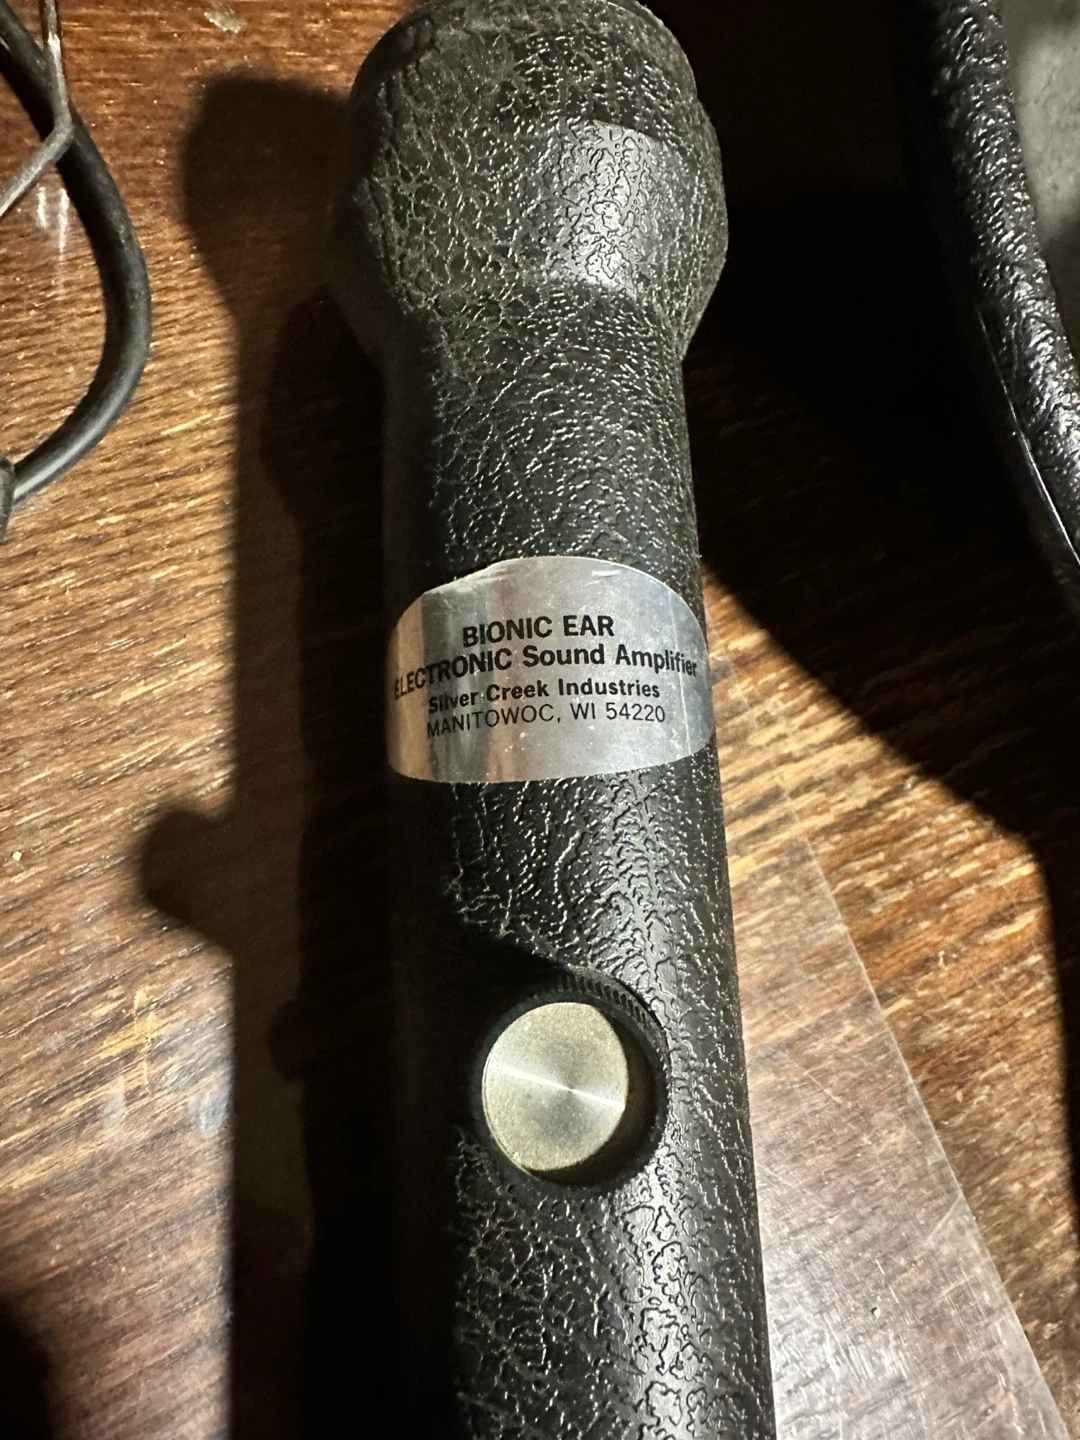 BIONIC EAR
ELECTRONIC Sound Amplifier
Silver Creek Industries
MANITOWOC, WI 54220